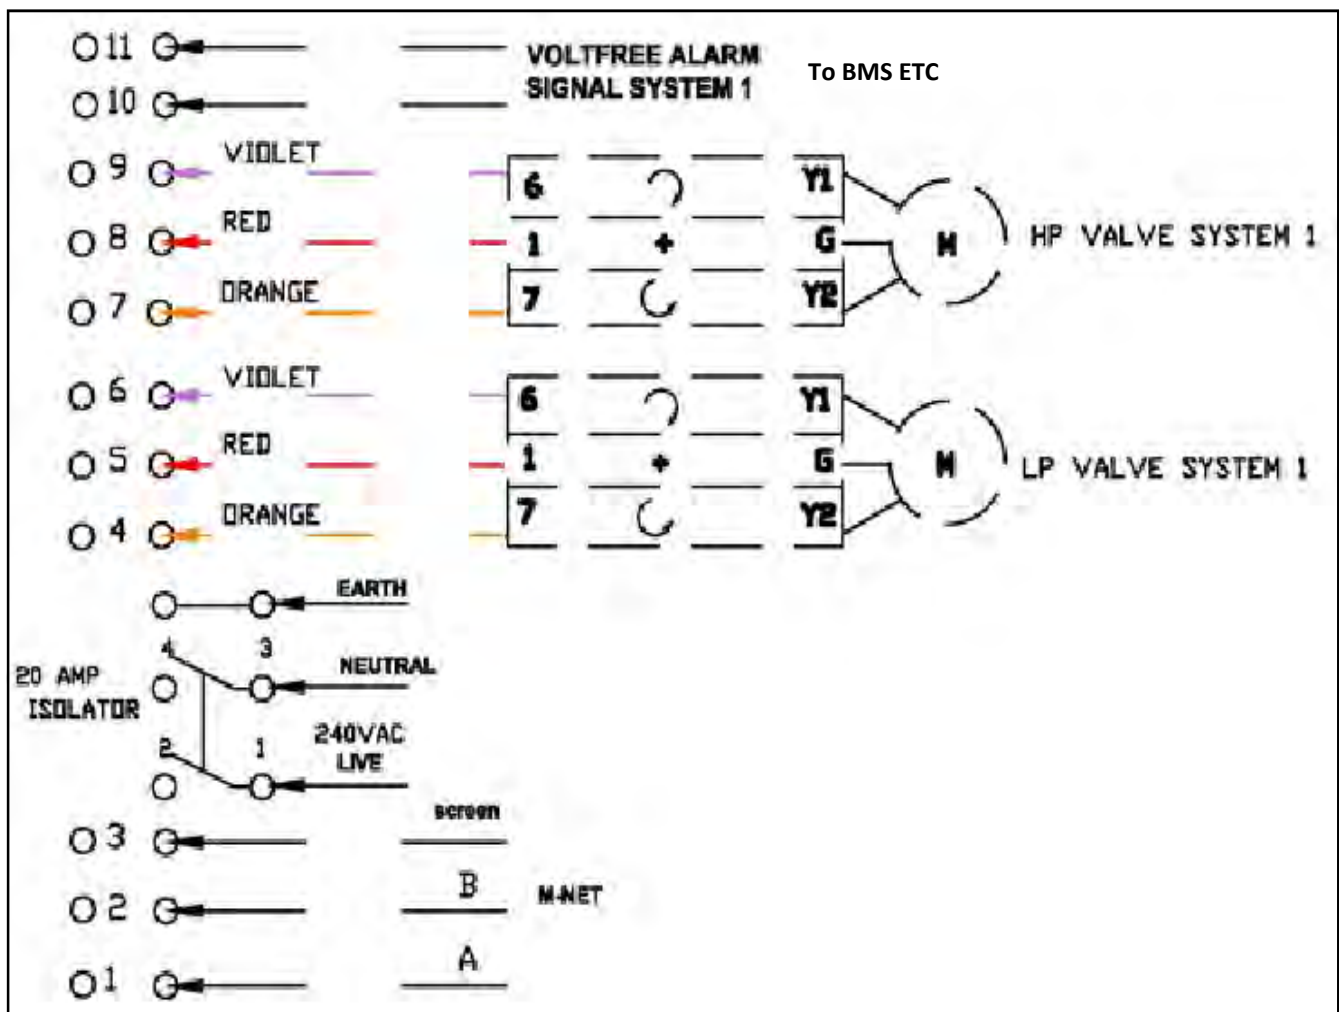 11 VOLTFREE ALARM
SIGNAL SYSTEM 1
To BMS ETC
10
9 VIOLET 6 Y1
8 RED 1 + G M HP VALVE SYSTEM 1
7 ORANGE 7 Y2
6 VIOLET 6 Y1
5 RED 1 + G M LP VALVE SYSTEM 1
4 ORANGE 7 Y2
EARTH
4 3 NEUTRAL
20 AMP
ISOLATOR
2 1 240VAC
LIVE
screen
3
2 B M-NET
1 A